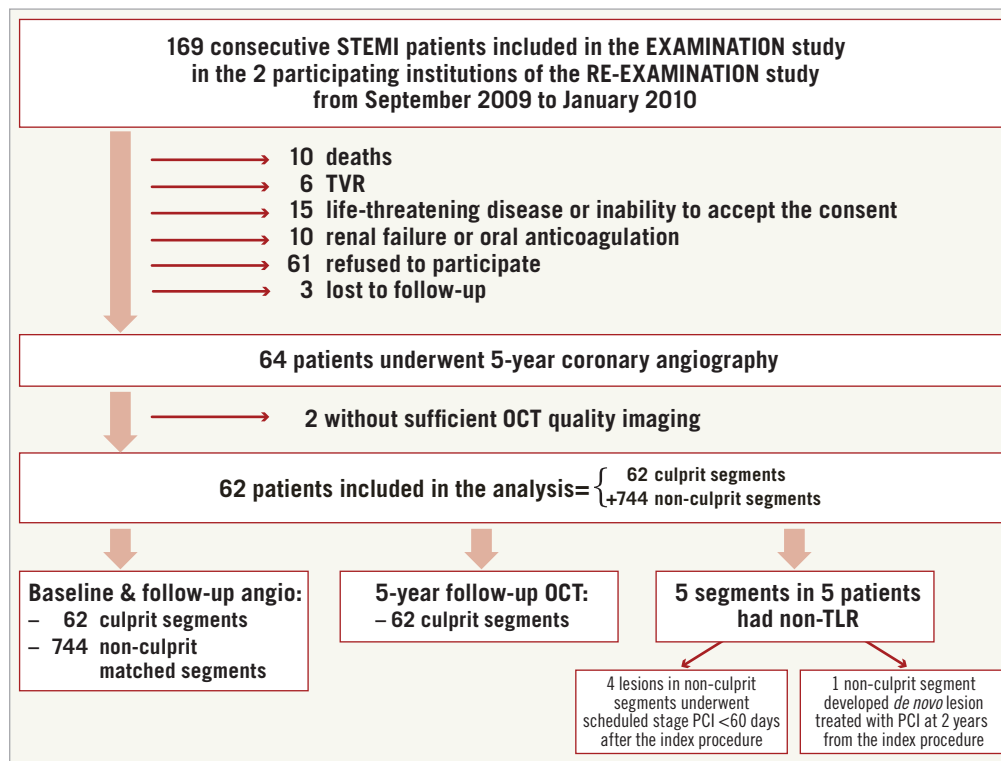 169 consecutive STEMI patients included in the EXAMINATION study
in the 2 participating institutions of the RE-EXAMINATION study
from September 2009 to January 2010
10 deaths
6 TVR
15 life-threatening disease or inability to accept the consent
10 renal failure or oral anticoagulation
61 refused to participate
3 lost to follow-up
64 patients underwent 5-year coronary angiography
2 without sufficient OCT quality imaging
62 patients included in the analysis= { 62 culprit segments
+744 non-culprit segments
Baseline & follow-up angio:
– 62 culprit segments
– 744 non-culprit
matched segments
5-year follow-up OCT:
– 62 culprit segments
5 segments in 5 patients
had non-TLR
4 lesions in non-culprit
segments underwent
scheduled stage PCI <60 days
after the index procedure
1 non-culprit segment
developed de novo lesion
treated with PCI at 2 years
from the index procedure